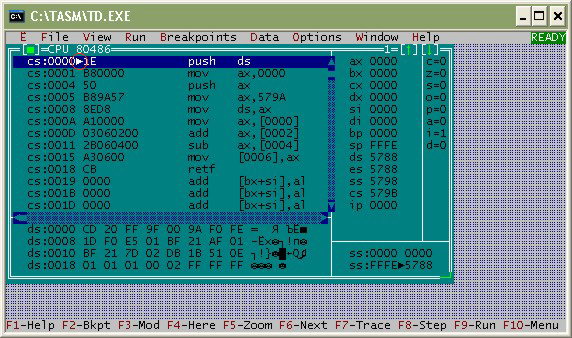 C:\TASM\TD.EXE
E File View Run Breakpoints Data Options Window Help READY
[■]=CPU 80486 1=[↑][↓]
cs:0000►1E push ds ax 0000 c=0
cs:0001 B80000 mov ax,0000 bx 0000 z=0
cs:0004 50 push ax cx 0000 s=0
cs:0005 B89A57 mov ax,579A dx 0000 o=0
cs:0008 8ED8 mov ds,ax si 0000 p=0
cs:000A A10000 mov ax,[0000] di 0000 a=0
cs:000D 03060200 add ax,[0002] bp 0000 i=1
cs:0011 2B060400 sub ax,[0004] sp FFFE d=0
cs:0015 A30600 mov [0006],ax ds 5788
cs:0018 CB retf es 5788
cs:0019 0000 add [bx+si],al ss 5798
cs:001B 0000 add [bx+si],al cs 579B
cs:001D 0000 add [bx+si],al ip 0000
ds:0000 CD 20 FF 9F 00 9A F0 FE
ds:0008 1D F0 E5 01 BF 21 AF 01
ds:0010 BF 21 7D 02 DB 1B 51 0E ss:0000 0000
ds:0018 01 01 01 00 02 FF FF FF ss:FFFE►5788
F1-Help F2-Bkpt F3-Mod F4-Here F5-Zoom F6-Next F7-Trace F8-Step F9-Run F10-Menu